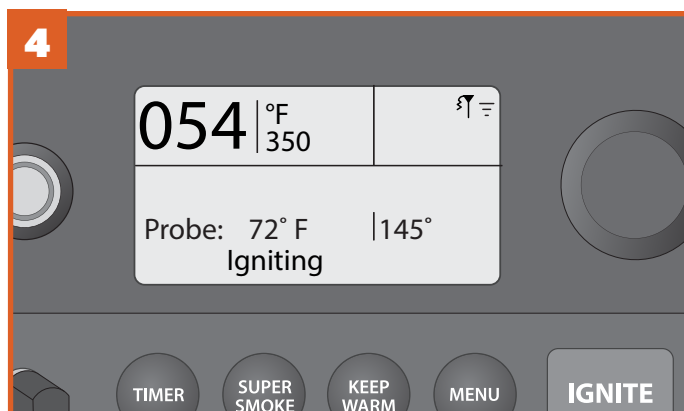 4
054 °F
350
Probe: 72° F 145°
Igniting
TIMER
SUPER
SMOKE
KEEP
WARM
MENU
IGNITE